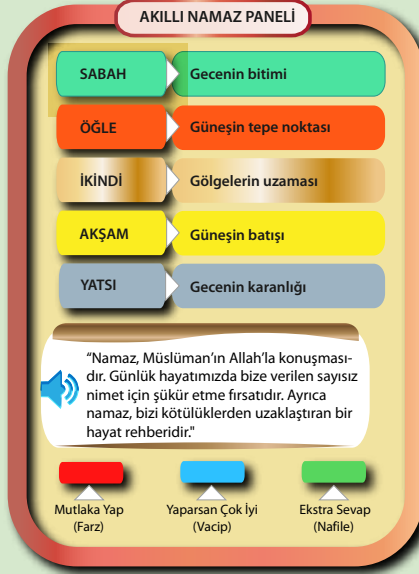 AKILLI NAMAZ PANELİ
SABAH Gecenin bitimi
ÖĞLE Güneşin tepe noktası
İKİNDİ Gölgelerin uzaması
AKŞAM Güneşin batışı
YATSI Gecenin karanlığı
“Namaz, Müslüman’ın Allah’la konuşması-
dır. Günlük hayatımızda bize verilen sayısız
nimet için şükür etme fırsatıdır. Ayrıca
namaz, bizi kötülüklerden uzaklaştıran bir
hayat rehberidir."
Mutlaka Yap
(Farz)
Yaparsan Çok İyi
(Vacip)
Ekstra Sevap
(Nafile)